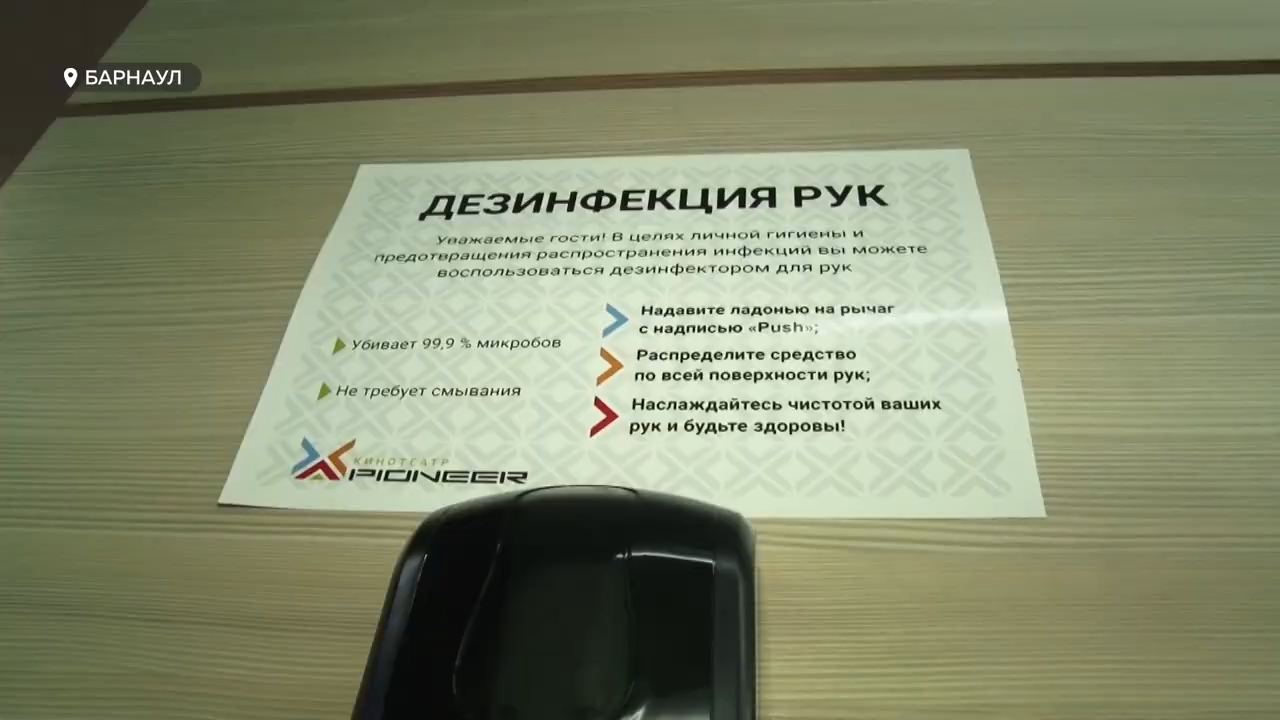 БАРНАУЛ
ДЕЗИНФЕКЦИЯ РУК
Уважаемые гости! В целях личной гигиены и
предотвращения распространения инфекций вы можете
воспользоваться дезинфектором для рук
Убивает 99,9 % микробов
Не требует смывания
Надавите ладонью на рычаг
с надписью «Push»;
Распределите средство
по всей поверхности рук;
Наслаждайтесь чистотой ваших
рук и будьте здоровы!
КИНОТЕАТР
PIONEER